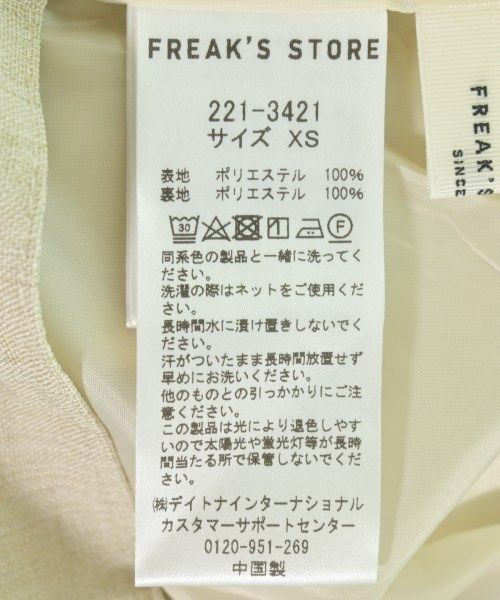 FREAK'S STORE
221-3421
サイズ XS
表地 ポリエステル 100%
裏地 ポリエステル 100%
30
同系色の製品と一緒に洗ってく
ださい。
洗濯の際はネットをご使用くだ
さい。
長時間水に漬け置きしないでく
ださい。
汗がついたまま長時間放置せず
早めにお洗いください。
他のものとの引っかかりにご注
意ください。
この製品は光により退色しやす
いので太陽光や蛍光灯等が長時
間当たる所で保管しないでくだ
さい。
㈱デイトナインターナショナル
カスタマーサポートセンター
0120-951-269
中国製
FREAK'S
SINCE